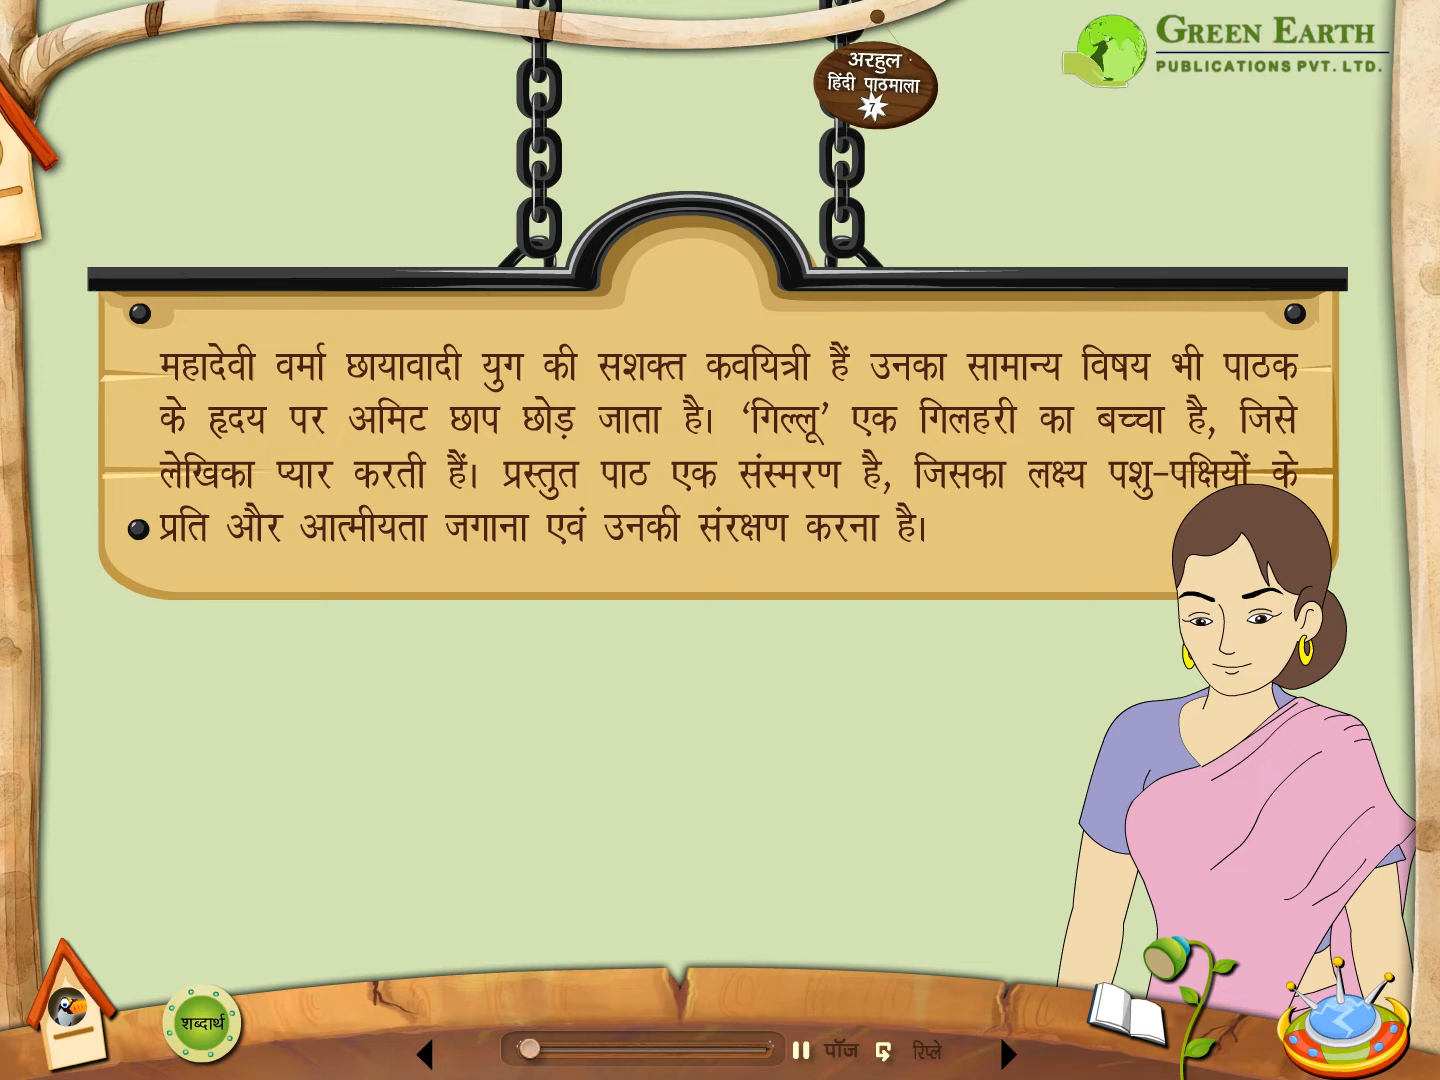 GREEN EARTH
PUBLICATIONS PVT. LTD.
अरहुल
हिंदी पाठमाला
7
महादेवी वर्मा छायावादी युग की सशक्त कवयित्री हैं उनका सामान्य विषय भी पाठक
के हृदय पर अमिट छाप छोड़ जाता है। ‘गिल्लू’ एक गिलहरी का बच्चा है, जिसे
लेखिका प्यार करती हैं। प्रस्तुत पाठ एक संस्मरण है, जिसका लक्ष्य पशु-पक्षियों के
प्रति और आत्मीयता जगाना एवं उनकी संरक्षण करना है।
शब्दार्थ
पॉज
रिप्ले